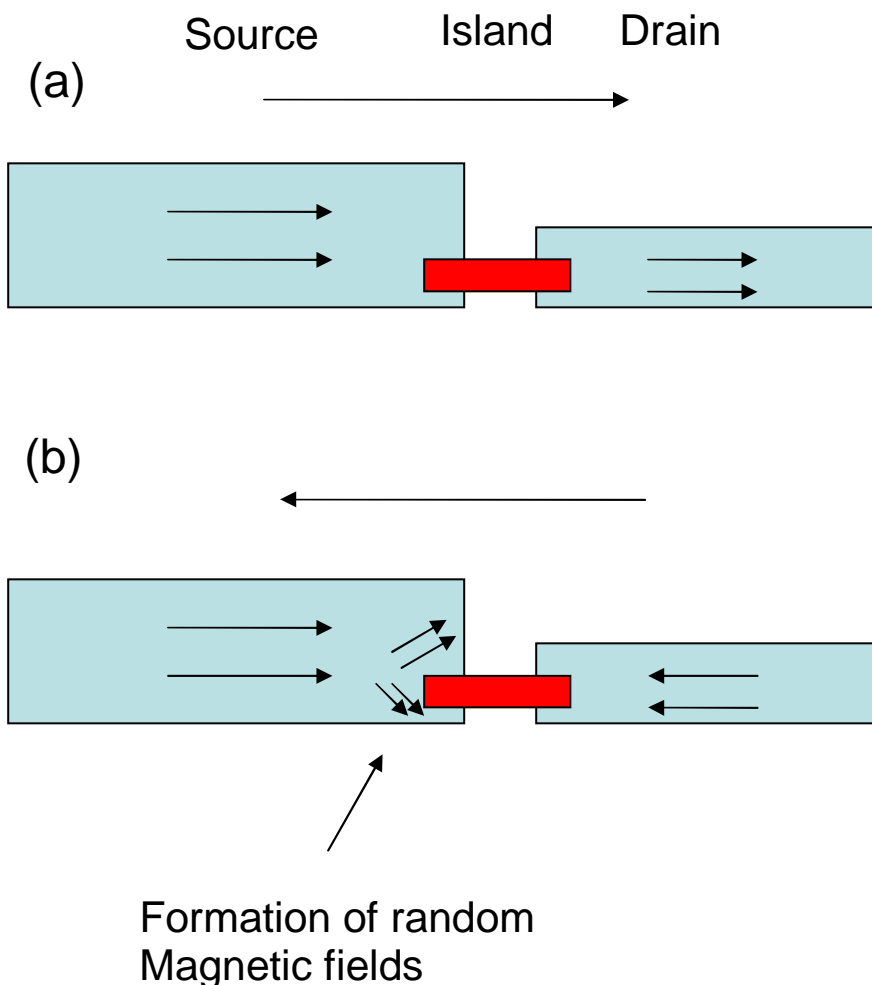 Source Island Drain
(a)
(b)
Formation of random
Magnetic fields